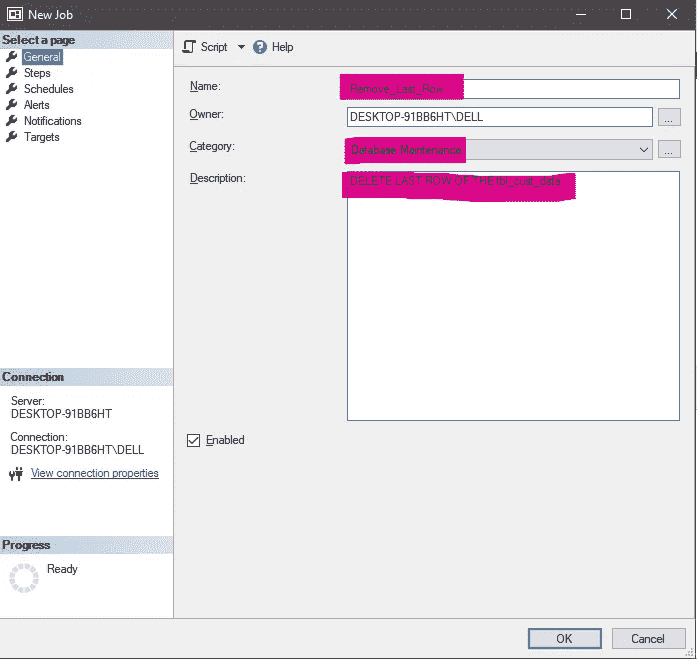 New Job
Select a page
General
Steps
Schedules
Alerts
Notifications
Targets
Script
Help
Name:
Remove_Last_Row
Owner:
DESKTOP-91BB6HT\DELL
...
Category:
Database Maintenance
...
Description:
DELETE LAST ROW OF THE tbl_cust_data
Enabled
Connection
Server:
DESKTOP-91BB6HT
Connection:
DESKTOP-91BB6HT\DELL
View connection properties
Progress
Ready
OK
Cancel